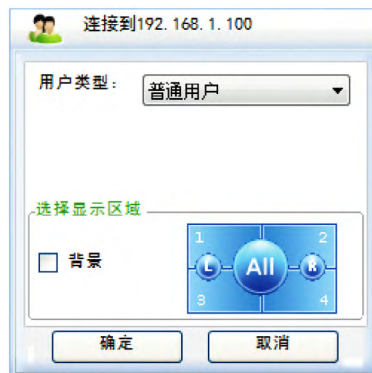 连接到192.168.1.100
用户类型：
普通用户
选择显示区域
背景
1 2
L All R
3 4
确定 取消